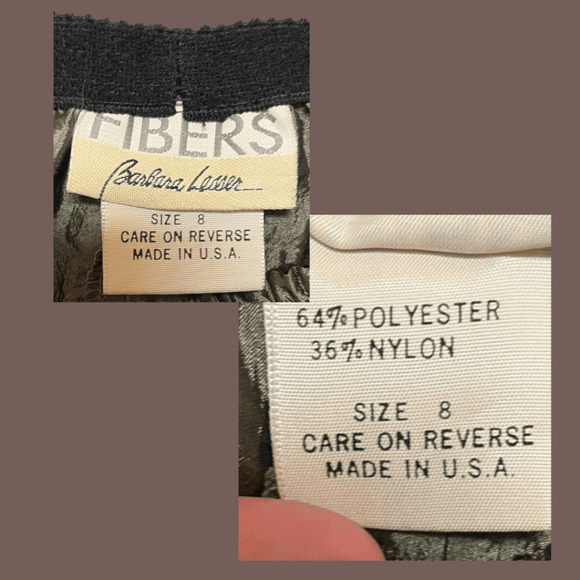 FIBERS
Barbara Lesser
SIZE 8
CARE ON REVERSE
MADE IN U.S.A.
64% POLYESTER
36% NYLON
SIZE 8
CARE ON REVERSE
MADE IN U.S.A.